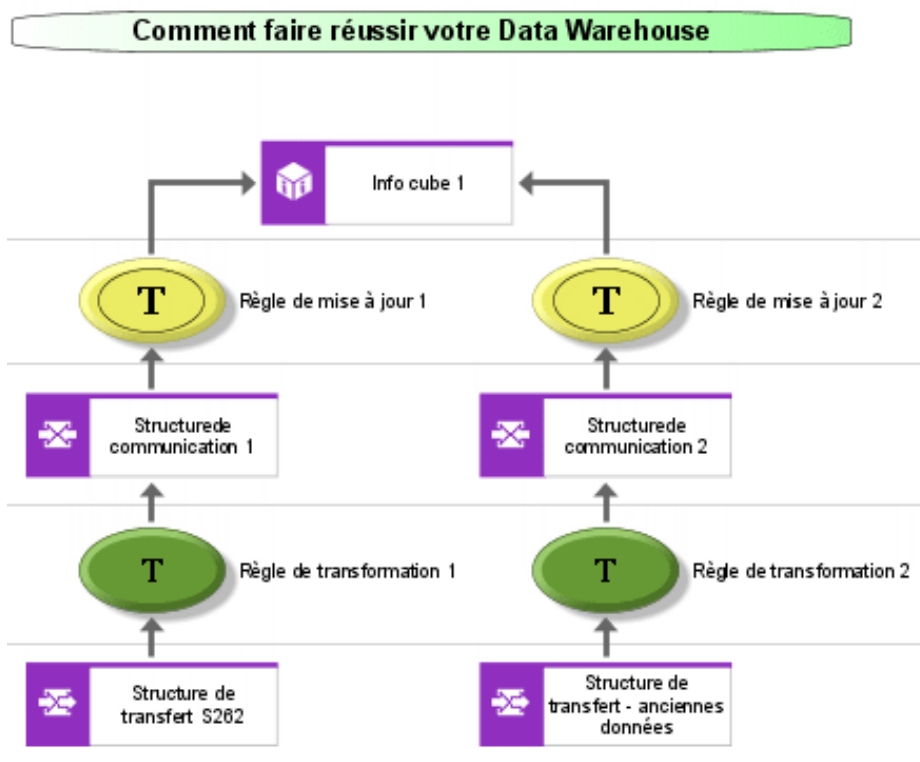 Comment faire réussir votre Data Warehouse
Info cube 1
T
Règle de mise à jour 1
T
Règle de mise à jour 2
Structurede
communication 1
Structurede
communication 2
T
Règle de transformation 1
T
Règle de transformation 2
Structure de
transfert S262
Structure de
transfert - anciennes
données